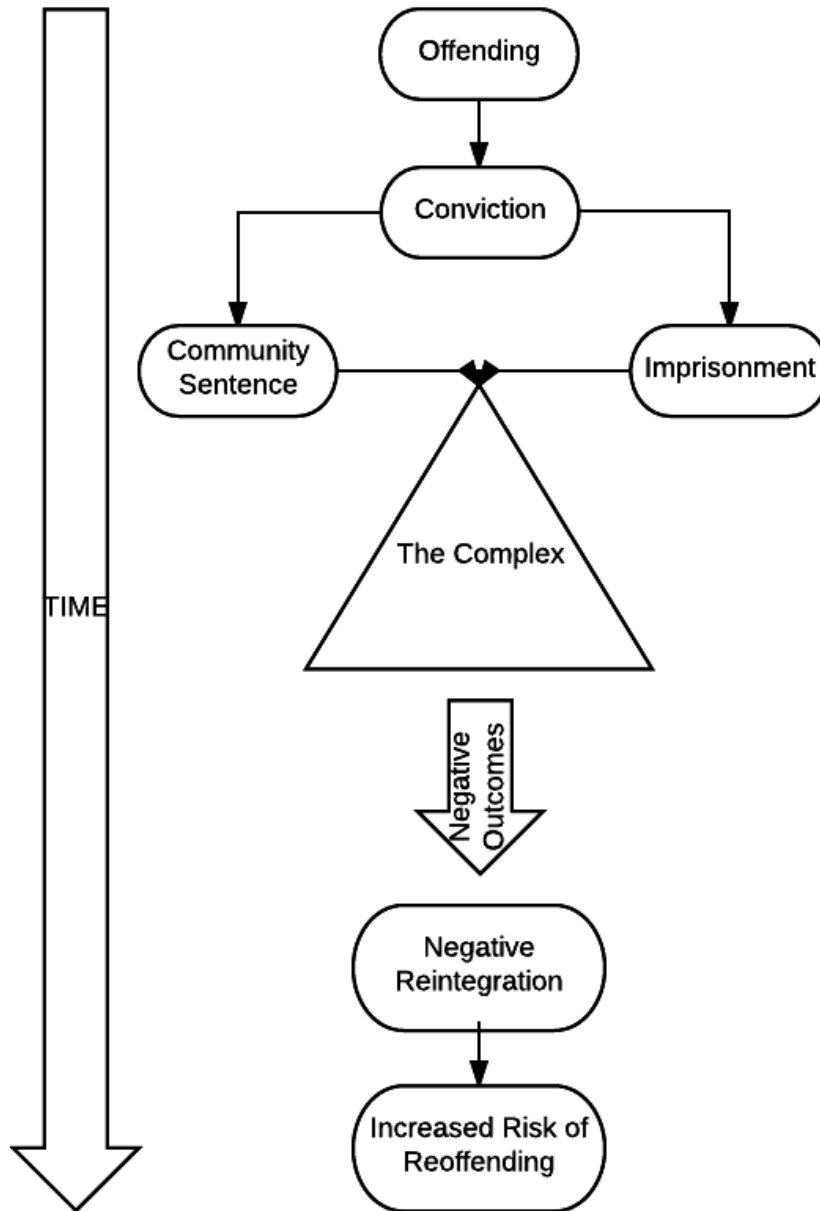 Offending
Conviction
Community
Sentence
Imprisonment
The Complex
TIME
Negative
Outcomes
Negative
Reintegration
Increased Risk of
Reoffending